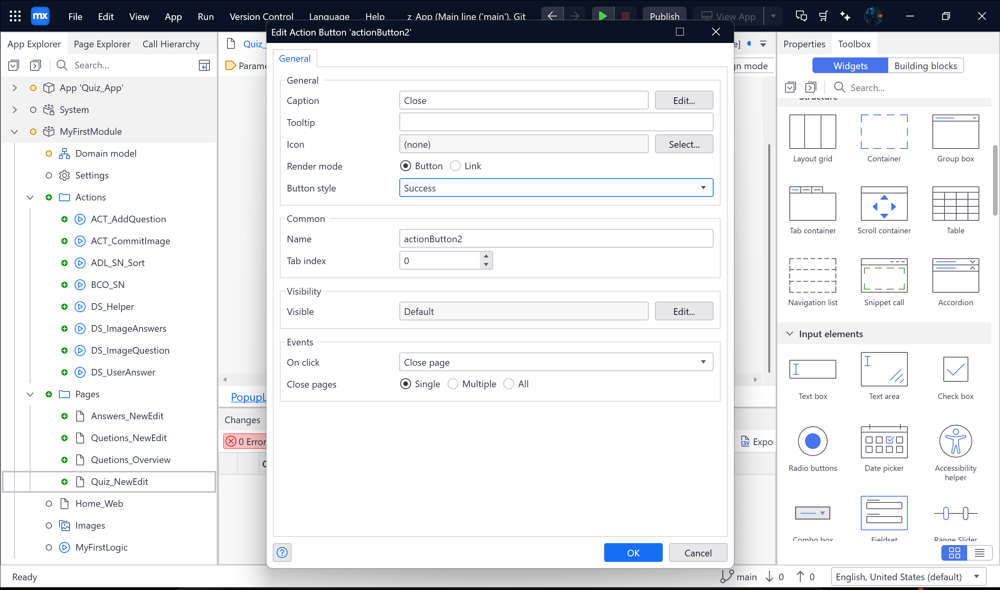 mx
File
Edit
View
App
Run
Version Control
Language
Help
z_App (Main line ('main'), Git
Publish
View App
App Explorer
Page Explorer
Call Hierarchy
Search...
App 'Quiz_App'
System
MyFirstModule
Domain model
Settings
Actions
ACT_AddQuestion
ACT_CommitImage
ADL_SN_Sort
BCO_SN
DS_Helper
DS_ImageAnswers
DS_ImageQuestion
DS_UserAnswer
Pages
Answers_NewEdit
Quetions_NewEdit
Quetions_Overview
Quiz_NewEdit
Home_Web
Images
MyFirstLogic
Quiz_
Parame
e]
gn mode
PopupL
Changes
0 Error
CSV
Expor
Edit Action Button 'actionButton2'
General
General
Caption
Close
Edit...
Tooltip
Icon
(none)
Select...
Render mode
Button
Link
Button style
Success
Common
Name
actionButton2
Tab index
0
Visibility
Visible
Default
Edit...
Events
On click
Close page
Close pages
Single
Multiple
All
?
OK
Cancel
Properties
Toolbox
Widgets
Building blocks
Search...
Structure
Layout grid
Container
Group box
Tab container
Scroll container
Table
Navigation list
Snippet call
Accordion
Input elements
Text box
Text area
Check box
Radio buttons
Date picker
Accessibility
helper
Combo box
Fieldset
Range Slider
Ready
main
0
0
English, United States (default)